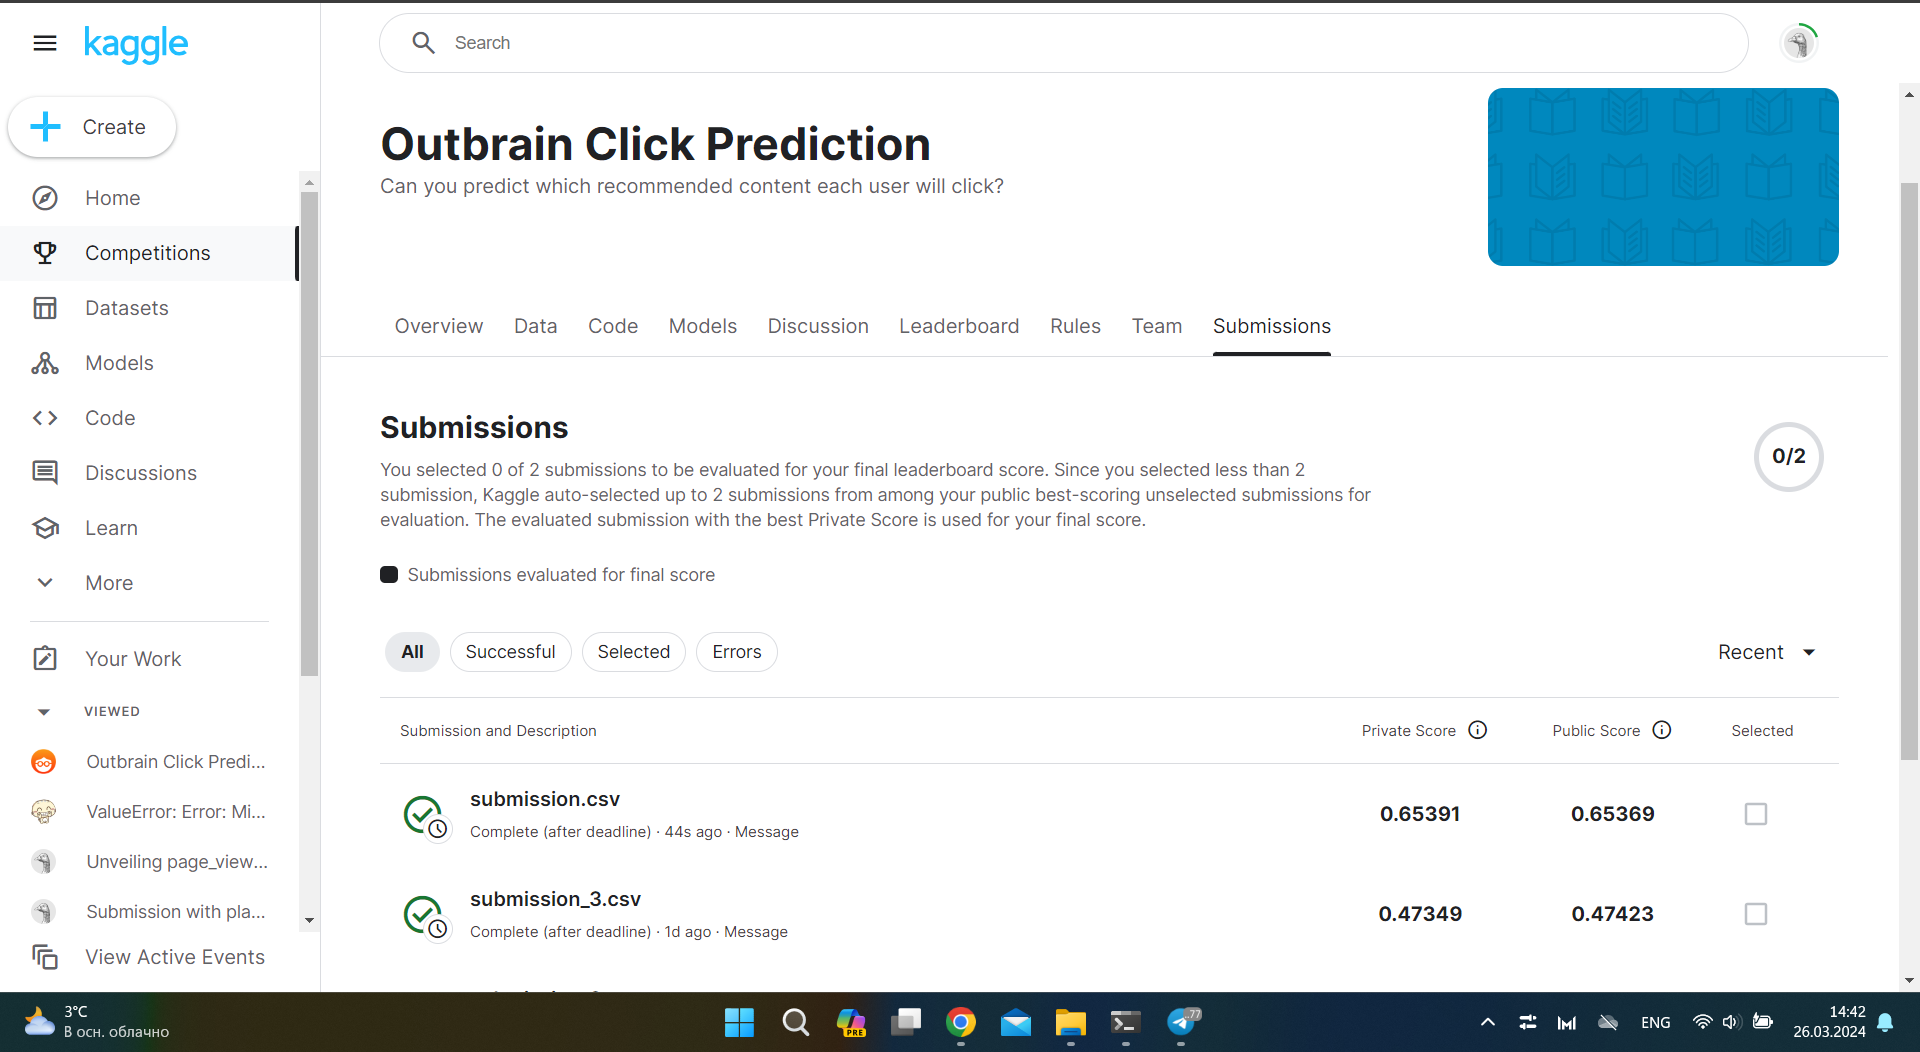 kaggle
Search
Create
Home
Competitions
Datasets
Models
Code
Discussions
Learn
More
Your Work
VIEWED
Outbrain Click Predi...
ValueError: Error: Mi...
Unveiling page_view...
Submission with pla...
View Active Events
Outbrain Click Prediction
Can you predict which recommended content each user will click?
Overview Data Code Models Discussion Leaderboard Rules Team Submissions
Submissions
You selected 0 of 2 submissions to be evaluated for your final leaderboard score. Since you selected less than 2
submission, Kaggle auto-selected up to 2 submissions from among your public best-scoring unselected submissions for
evaluation. The evaluated submission with the best Private Score is used for your final score.
0/2
Submissions evaluated for final score
All Successful Selected Errors Recent
Submission and Description Private Score Public Score Selected
submission.csv 0.65391 0.65369
Complete (after deadline) · 44s ago · Message
submission_3.csv 0.47349 0.47423
Complete (after deadline) · 1d ago · Message
3°C
В осн. облачно
PRE
77
ENG
14:42
26.03.2024